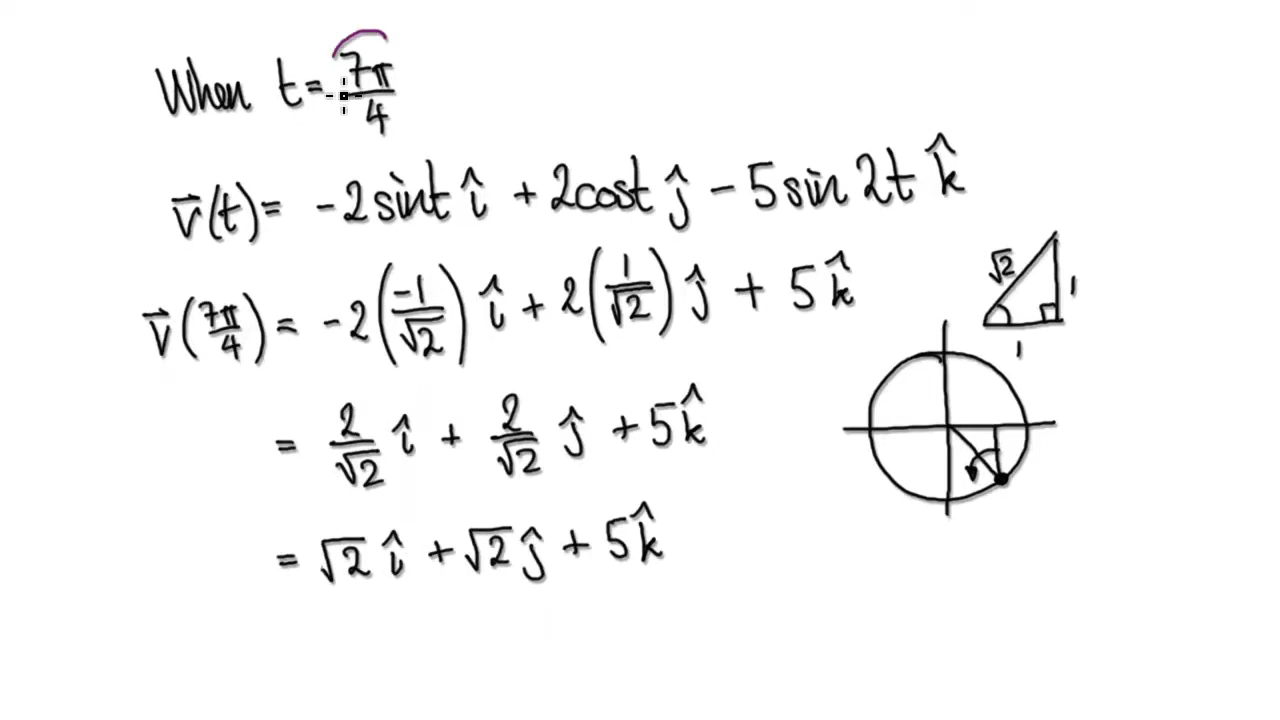 When t = 7π/4
v⃗(t) = -2sint î + 2cost ĵ - 5sin2t k̂
v⃗(7π/4) = -2(-1/√2) î + 2(1/√2) ĵ + 5k̂
= 2/√2 î + 2/√2 ĵ + 5k̂
= √2 î + √2 ĵ + 5k̂
√2
1
1